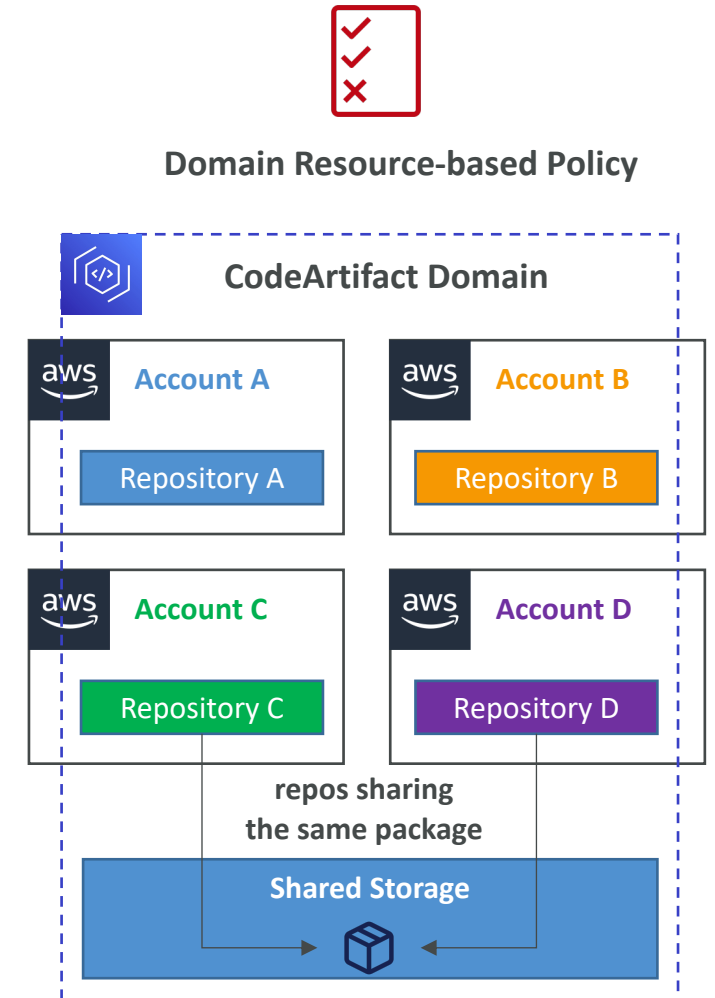 Domain Resource-based Policy
</>
CodeArtifact Domain
aws
Account A
aws
Account B
Repository A
Repository B
aws
Account C
aws
Account D
Repository C
Repository D
repos sharing
the same package
Shared Storage